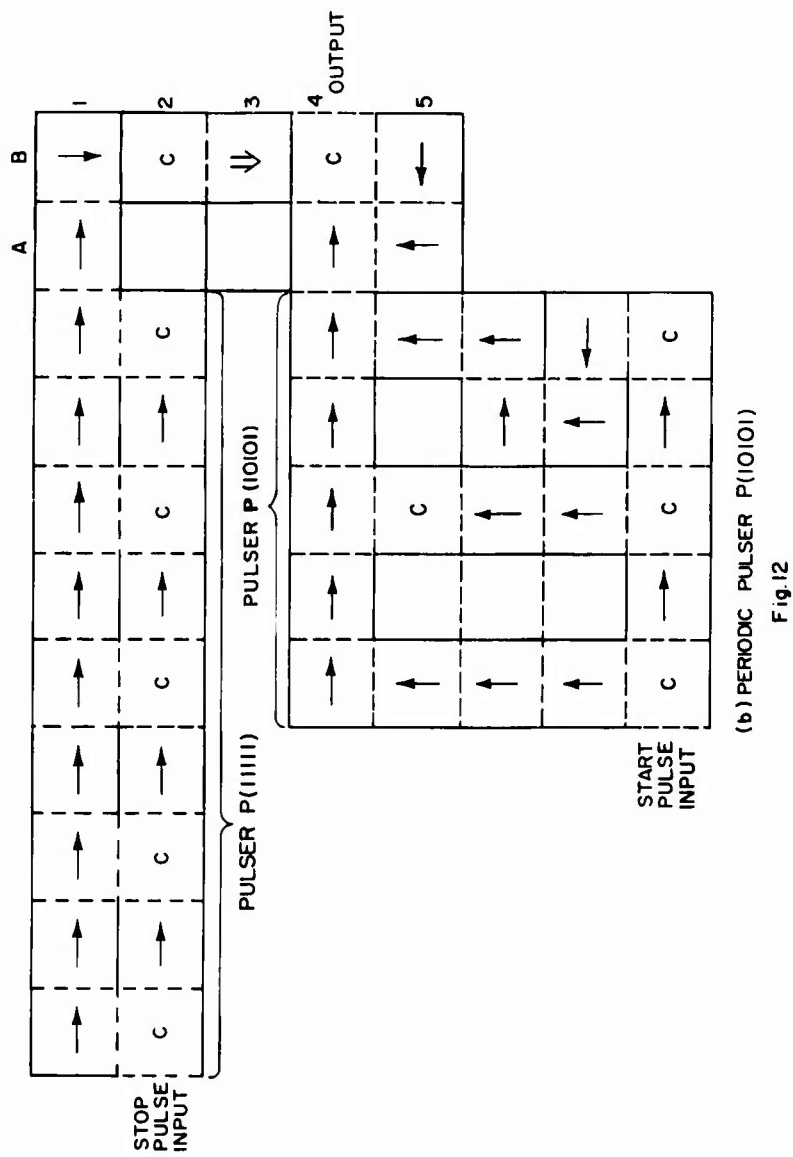 A B
1
C C C C C 2
STOP
PULSE
INPUT
3
PULSER P(11111)
PULSER P(10101)
C 4 OUTPUT
C 5
C C C
START
PULSE
INPUT
(b) PERIODIC PULSER P(10101)
Fig.12